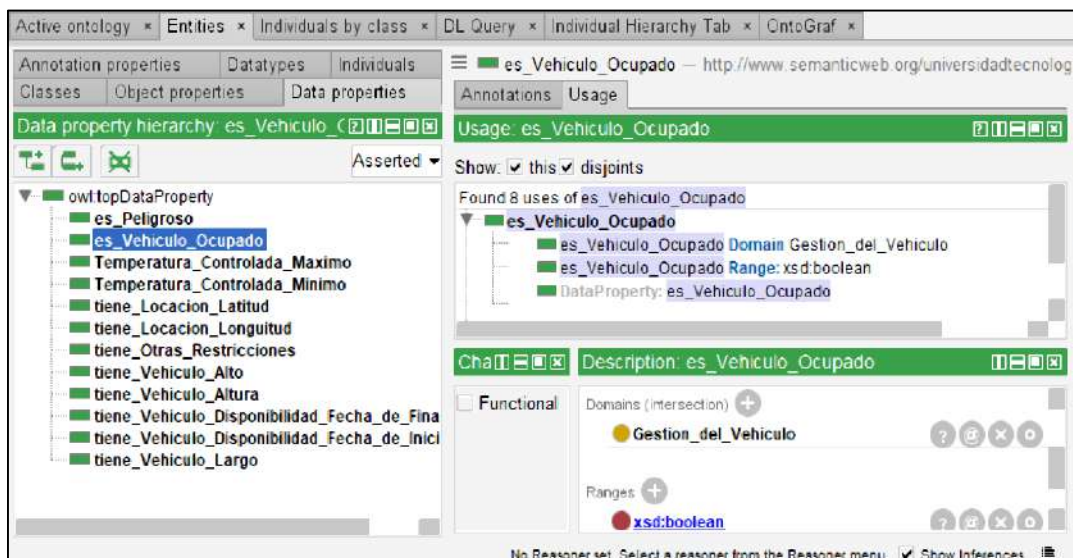 Active ontology × Entities × Individuals by class × DL Query × Individual Hierarchy Tab × OntoGraf ×
Annotation properties Datatypes Individuals
Classes Object properties Data properties
Data property hierarchy: es_Vehiculo_
Asserted
owl:topDataProperty
es_Peligroso
es_Vehiculo_Ocupado
Temperatura_Controlada_Maximo
Temperatura_Controlada_Minimo
tiene_Locacion_Latitud
tiene_Locacion_Longuitud
tiene_Otras_Restricciones
tiene_Vehiculo_Alto
tiene_Vehiculo_Altura
tiene_Vehiculo_Disponibilidad_Fecha_de_Fina
tiene_Vehiculo_Disponibilidad_Fecha_de_Inici
tiene_Vehiculo_Largo
es_Vehiculo_Ocupado — http://www.semanticweb.org/universidadtecnolog
Annotations Usage
Usage: es_Vehiculo_Ocupado
Show: this disjoints
Found 8 uses of es_Vehiculo_Ocupado
es_Vehiculo_Ocupado
es_Vehiculo_Ocupado Domain Gestion_del_Vehiculo
es_Vehiculo_Ocupado Range: xsd:boolean
DataProperty: es_Vehiculo_Ocupado
Cha
Functional
Description: es_Vehiculo_Ocupado
Domains (intersection)
Gestion_del_Vehiculo
Ranges
xsd:boolean
No Reasoner set. Select a reasoner from the Reasoner menu Show Inferences